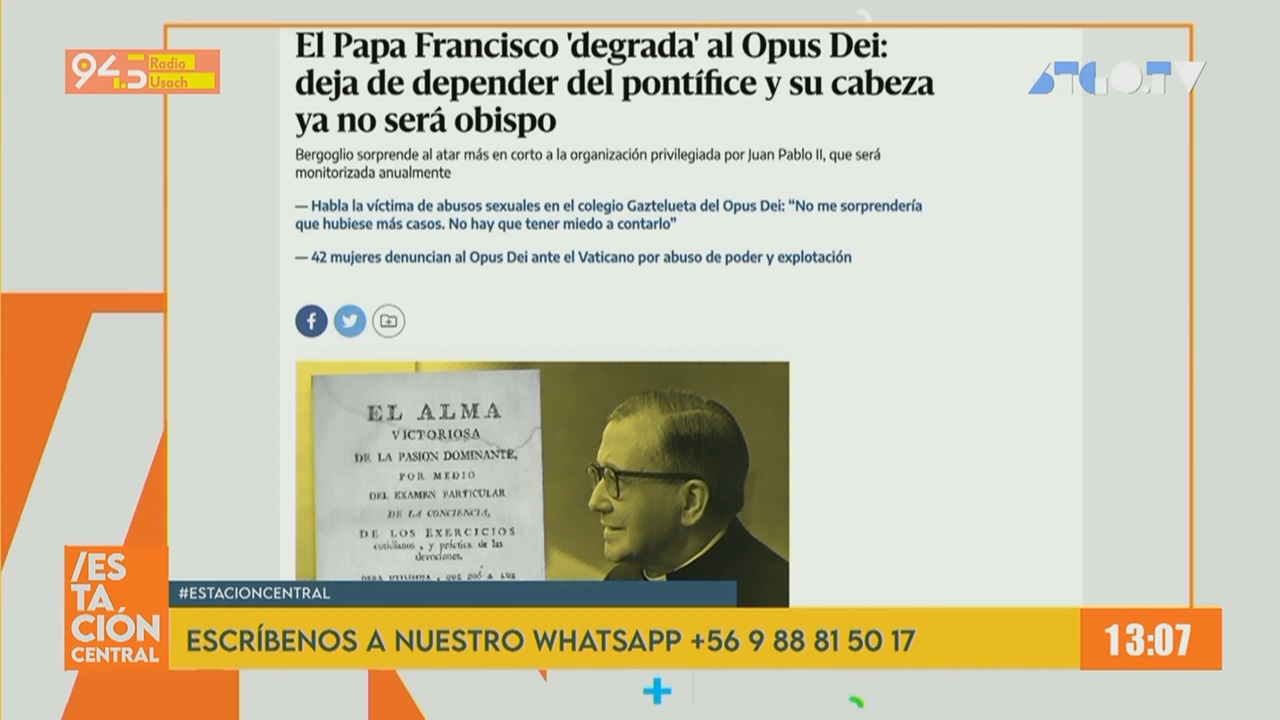 94.5 Radio
Usach
STGO.TV
El Papa Francisco 'degrada' al Opus Dei:
deja de depender del pontífice y su cabeza
ya no será obispo
Bergoglio sorprende al atar más en corto a la organización privilegiada por Juan Pablo II, que será
monitorizada anualmente
— Habla la víctima de abusos sexuales en el colegio Gaztelueta del Opus Dei: “No me sorprendería
que hubiese más casos. No hay que tener miedo a contarlo”
— 42 mujeres denuncian al Opus Dei ante el Vaticano por abuso de poder y explotación
EL ALMA
VICTORIOSA
DE LA PASION DOMINANTE,
POR MEDIO
DEL EXAMEN PARTICULAR
DE LA CONCIENCIA,
DE LOS EXERCICIOS
cotidianos , y práctica de las
devociones.
OBRA UTILISIMA , QUE DIÓ A LUZ
/ES
TA
CIÓN
CENTRAL
#ESTACIONCENTRAL
ESCRÍBENOS A NUESTRO WHATSAPP +56 9 88 81 50 17
13:07